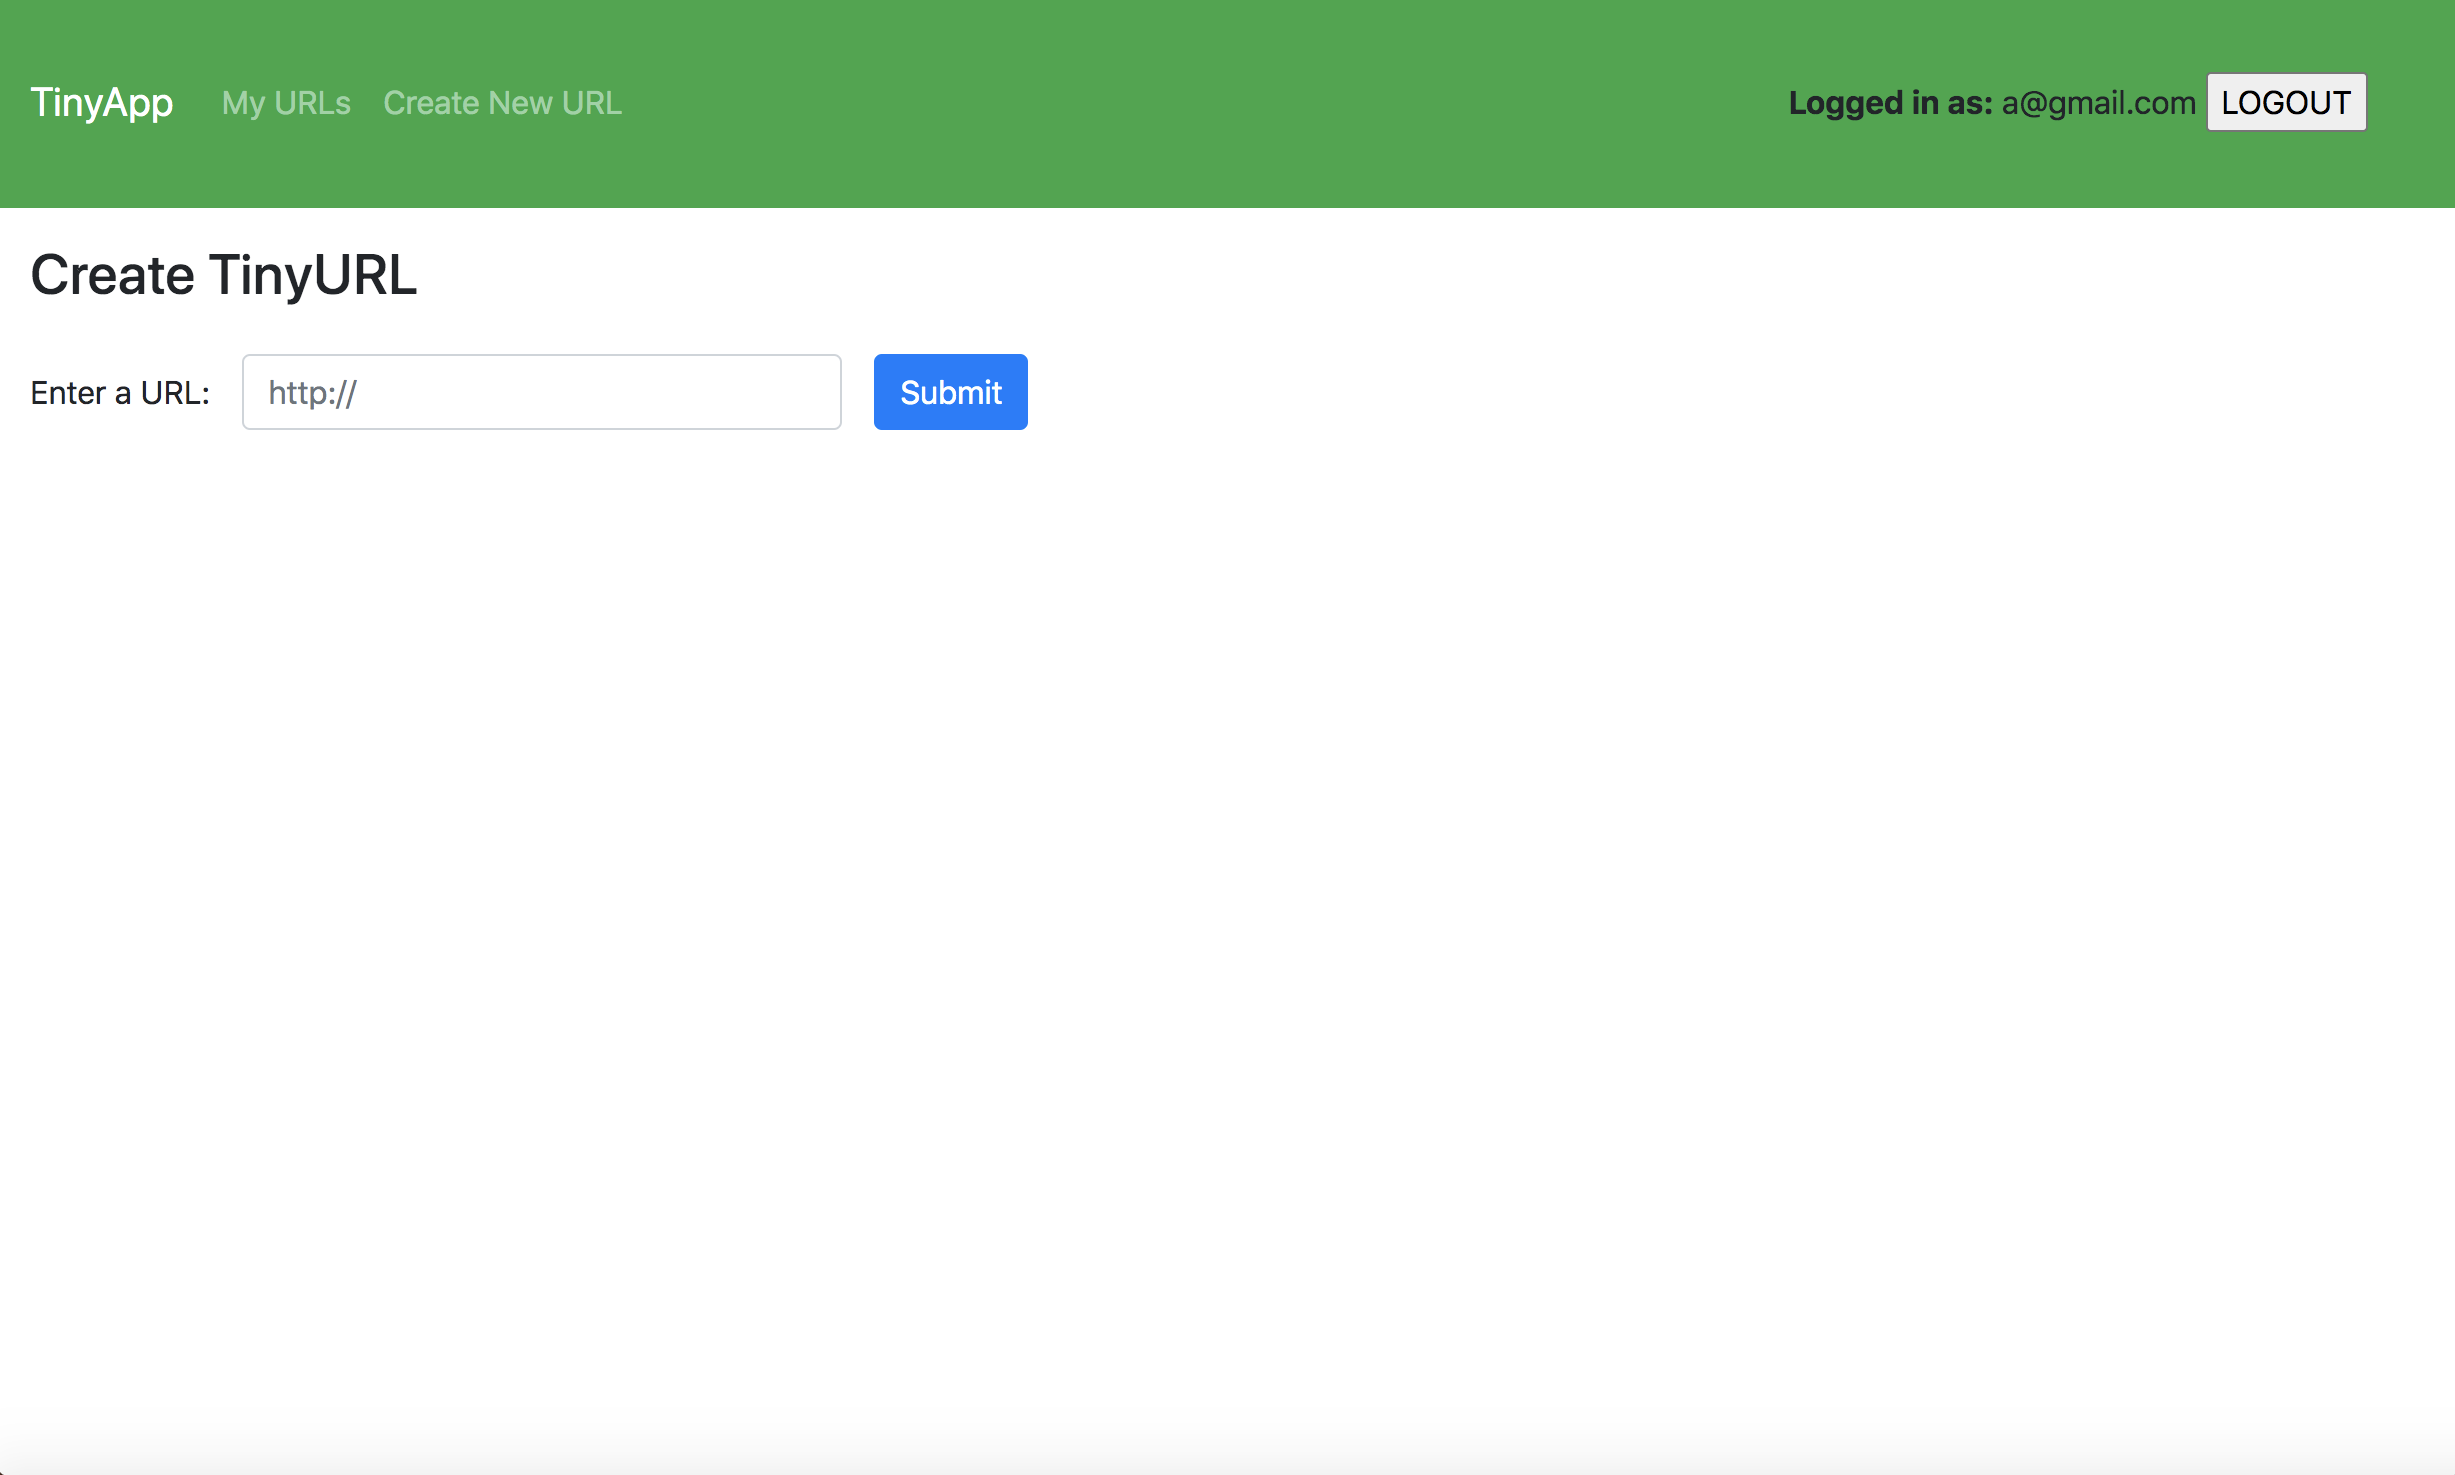 TinyApp My URLs Create New URL Logged in as: a@gmail.com LOGOUT
Create TinyURL
Enter a URL: http:// Submit